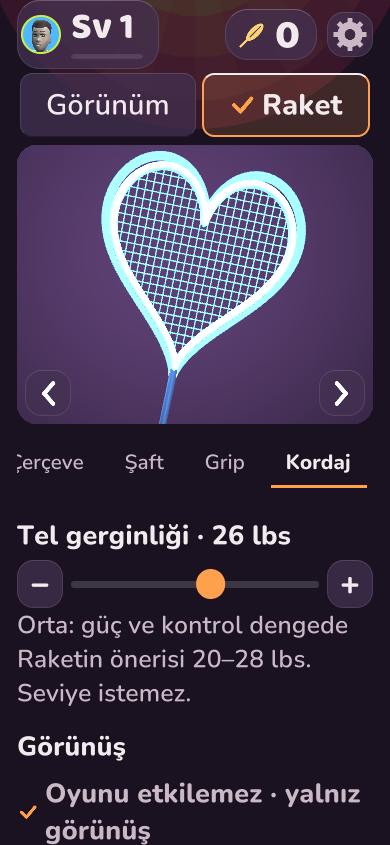 Sv 1
0
Görünüm
Raket
Çerçeve Şaft Grip Kordaj
Tel gerginliği · 26 lbs
Orta: güç ve kontrol dengede
Raketin önerisi 20–28 lbs.
Seviye istemez.
Görünüş
Oyunu etkilemez · yalnız
görünüş